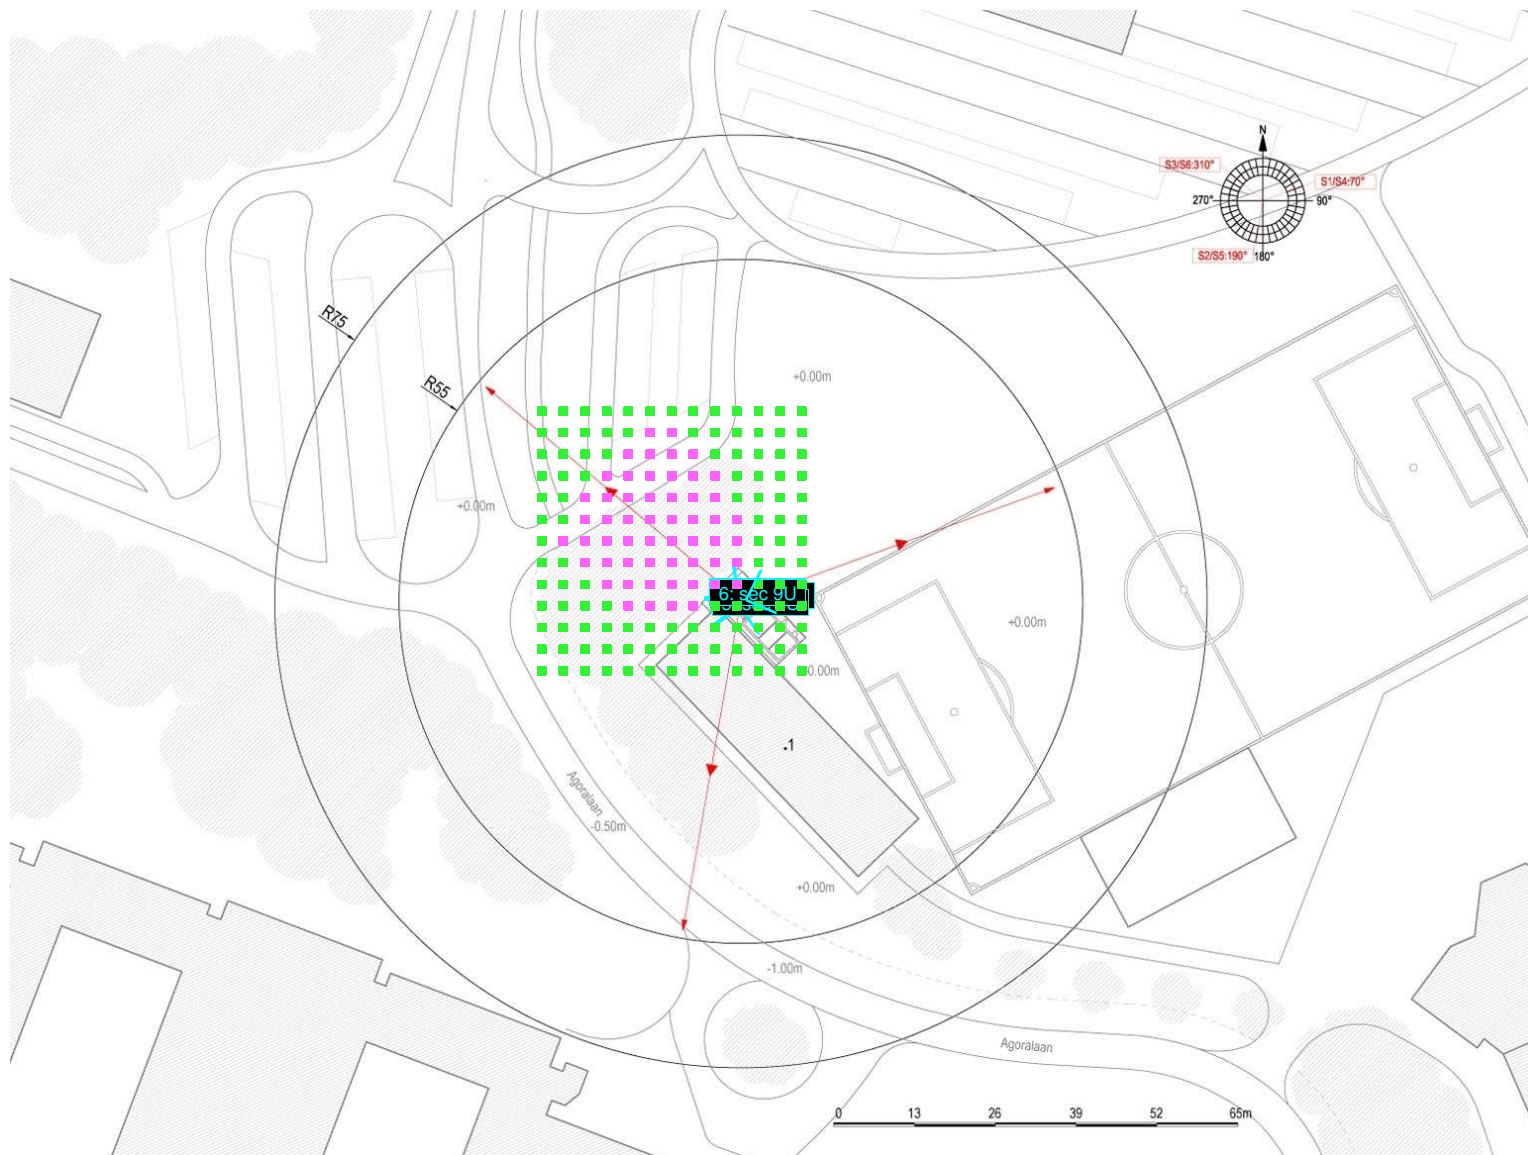 N
S3/S6:310°
S1/S4:70°
270°
90°
S2/S5:190°
180°
R75
R55
+0.00m
+0.00m
6: sec 9U
+0.00m
0.00m
.1
Agoralaan
-0.50m
+0.00m
-1.00m
Agoralaan
0 13 26 39 52 65m